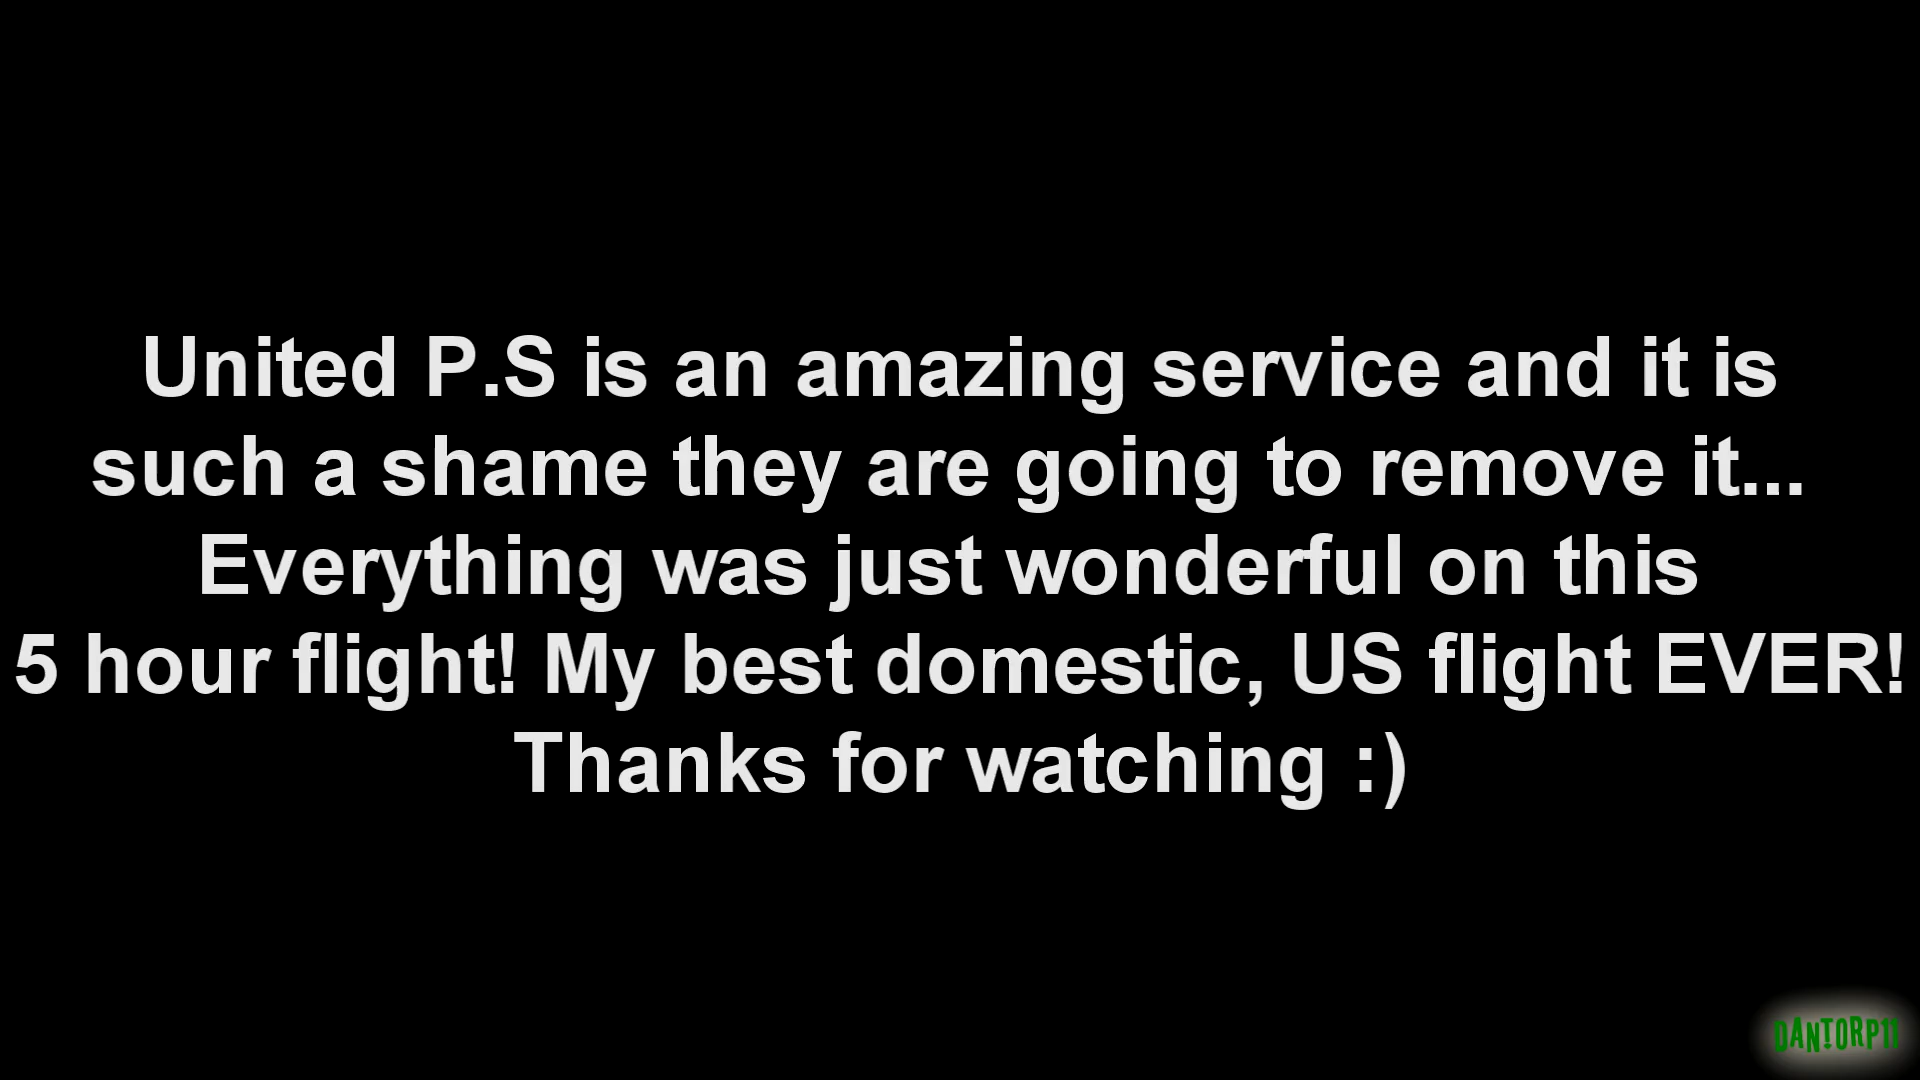 United P.S is an amazing service and it is
such a shame they are going to remove it...
Everything was just wonderful on this
5 hour flight! My best domestic, US flight EVER!
Thanks for watching :)
DANTORP11